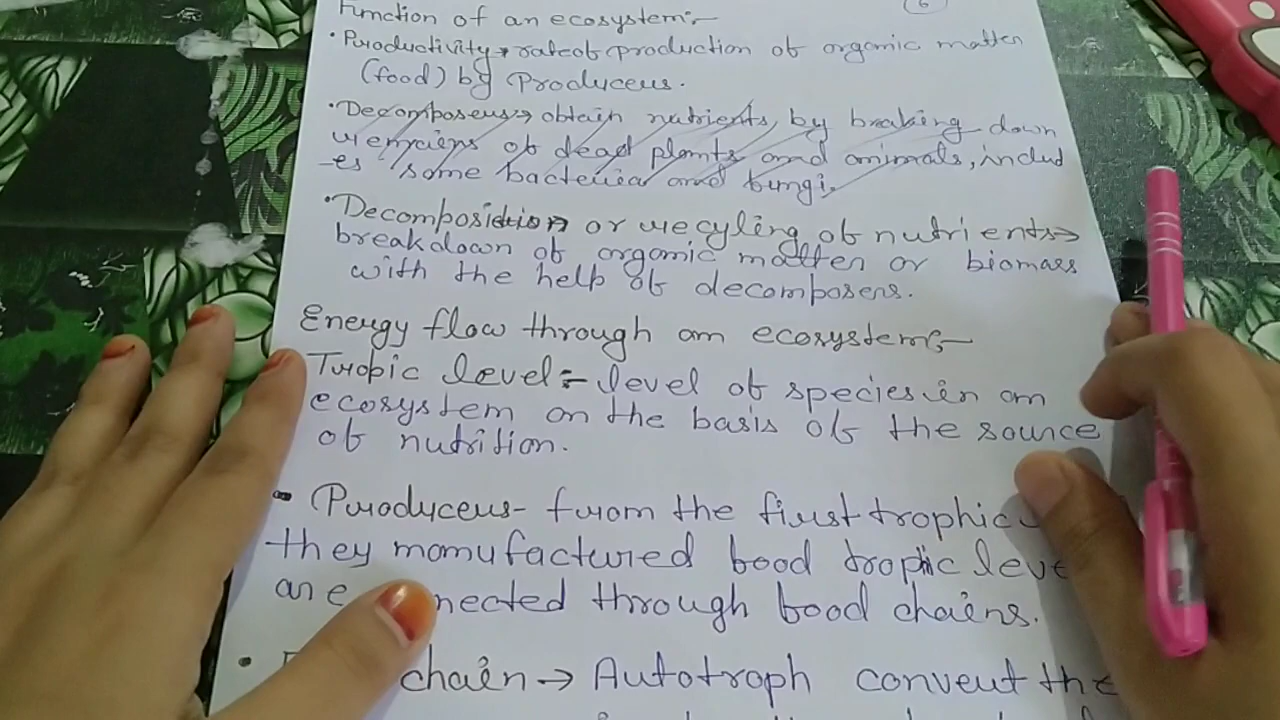 6
Function of an ecosystem:-
• Productivity → rate of production of organic matter
(food) by Producers.
• Decomposers → obtain nutrients, by breaking down
remains of dead plants and animals, includ
-es some bacteria and fungi.
• Decomposition or recyling of nutrients →
breakdown of organic matter or biomass
with the help of decomposers.
Energy flow through an ecosystem:-
Tropic level = level of species in an
ecosystem on the basis of the source
of nutrition.
- Producers - from the first trophic
they manufactured food trophic leve
are nected through food chains.
• chain → Autotroph convert the